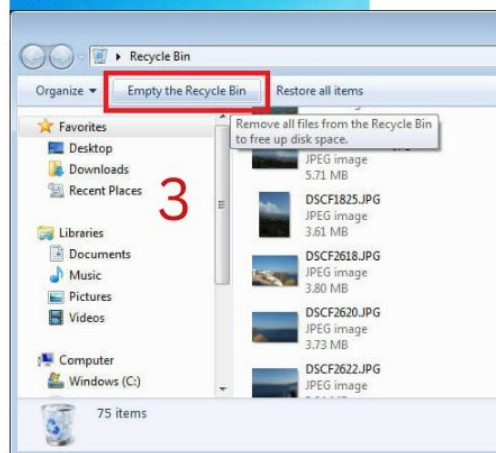 Recycle Bin
Organize
Empty the Recycle Bin
Restore all items
Remove all files from the Recycle Bin
to free up disk space.
Favorites
Desktop
Downloads
Recent Places
3
Libraries
Documents
Music
Pictures
Videos
Computer
Windows (C:)
JPEG image
5.71 MB
DSCF1825.JPG
JPEG image
3.61 MB
DSCF2618.JPG
JPEG image
3.80 MB
DSCF2620.JPG
JPEG image
3.73 MB
DSCF2622.JPG
JPEG image
75 items